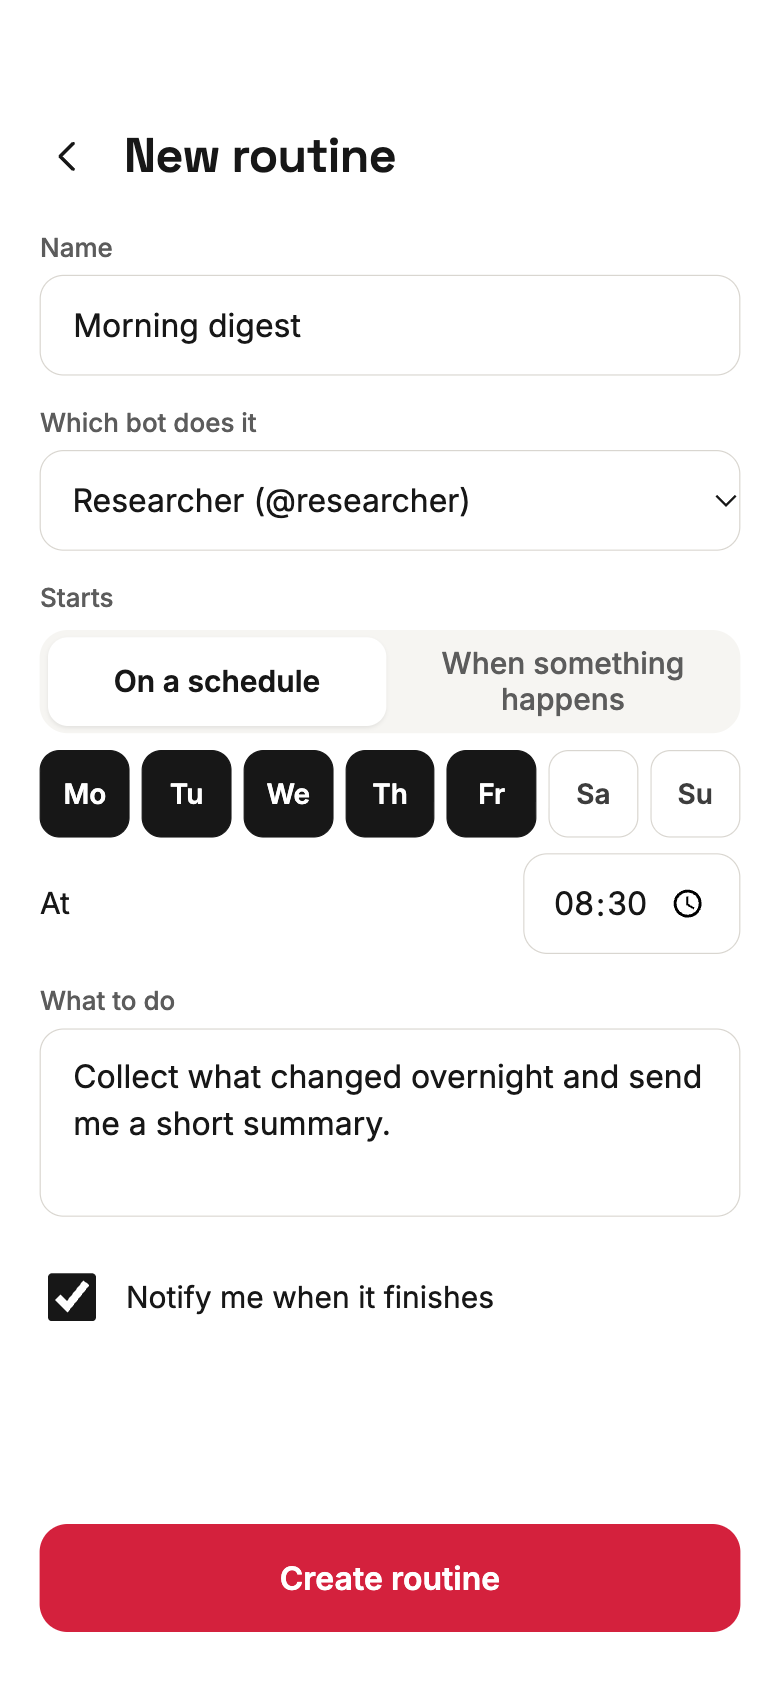 New routine
Name
Morning digest
Which bot does it
Researcher (@researcher)
Starts
On a schedule
When something
happens
Mo Tu We Th Fr Sa Su
At 08:30
What to do
Collect what changed overnight and send
me a short summary.
Notify me when it finishes
Create routine